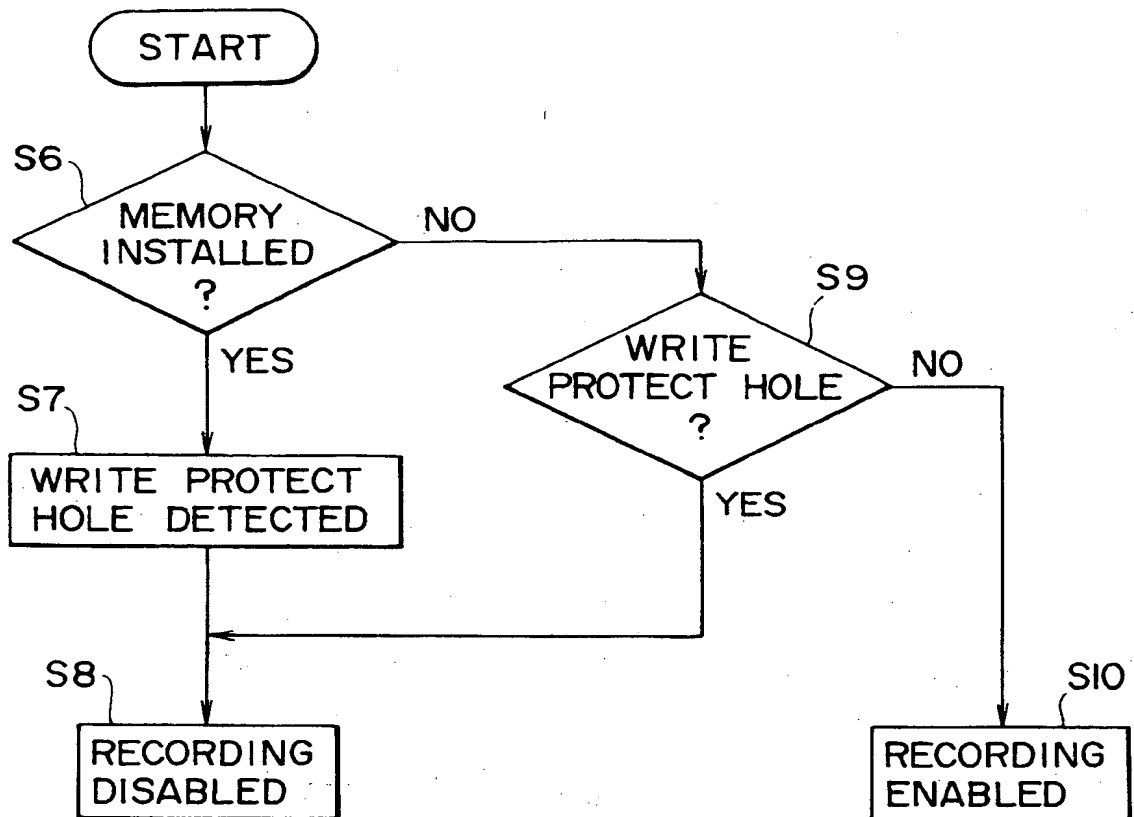 START
S6
MEMORY
INSTALLED
?
NO
YES
S9
WRITE
PROTECT HOLE
?
NO
YES
S7
WRITE PROTECT
HOLE DETECTED
S8
RECORDING
DISABLED
S10
RECORDING
ENABLED